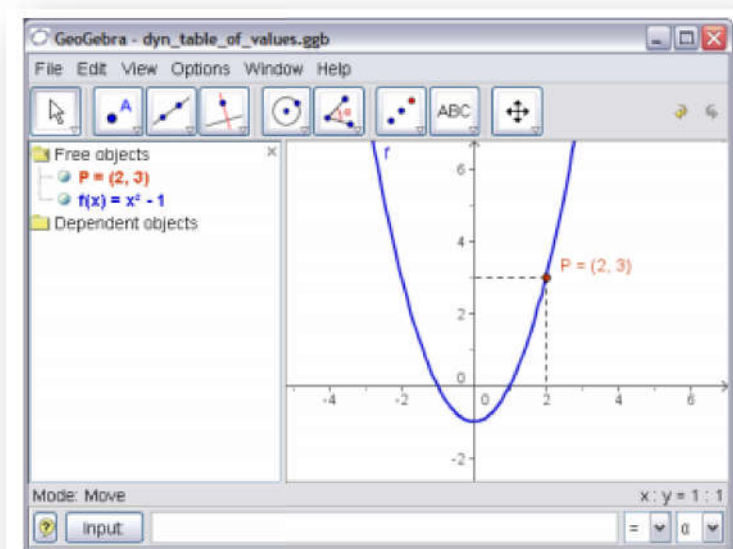 GeoGebra - dyn_table_of_values.ggb
File Edit View Options Window Help
A
α
ABC
Free objects
P = (2, 3)
f(x) = x² - 1
Dependent objects
f
6
4
P = (2, 3)
2
0
-4 -2 0 2 4 6
-2
Mode: Move
x : y = 1 : 1
? Input = α